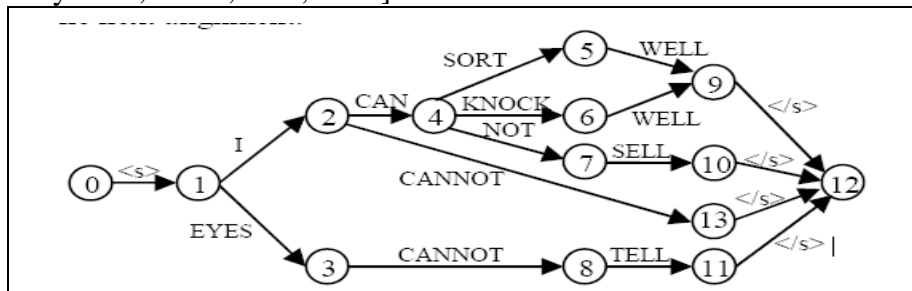 SORT
5
WELL
9
2
CAN
4
KNOCK
6
</s>
I
NOT
WELL
0
<s>
1
CANNOT
7
SELL
10
</s>
12
EYES
13
</s>
3
CANNOT
8
TELL
11
</s> |